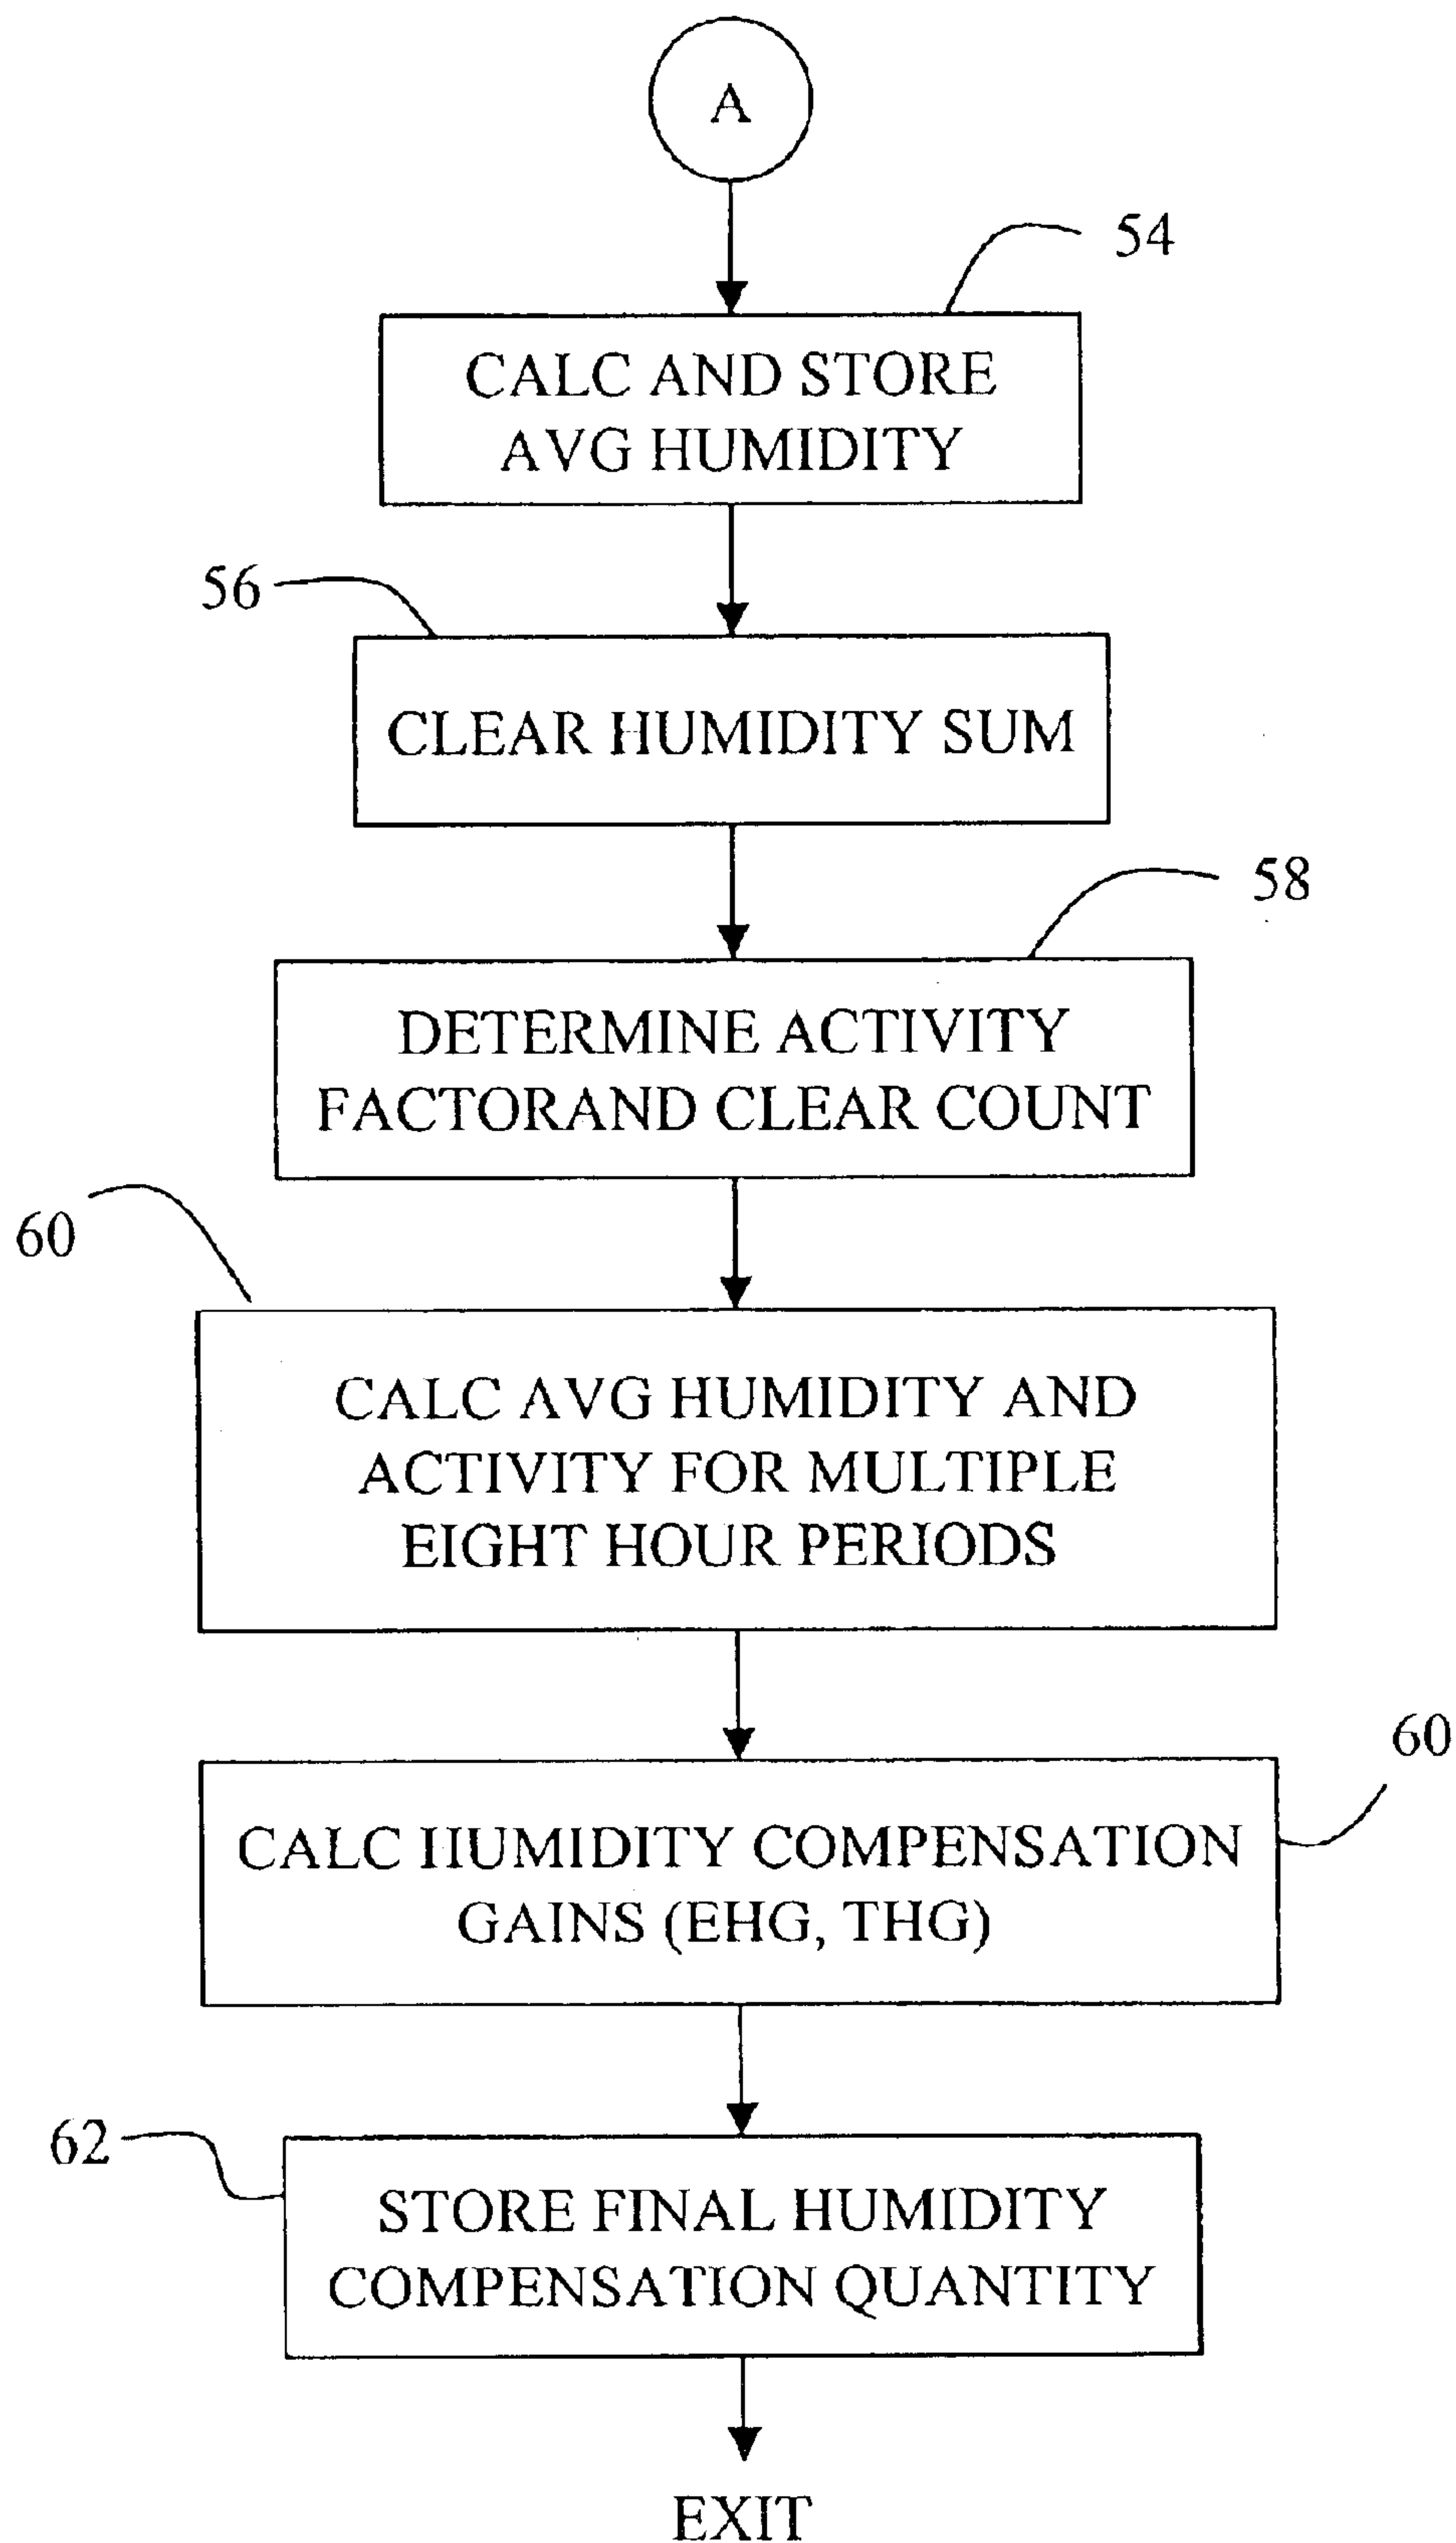 A
54
CALC AND STORE
AVG HUMIDITY
56
CLEAR HUMIDITY SUM
58
DETERMINE ACTIVITY
FACTORAND CLEAR COUNT
60
CALC AVG HUMIDITY AND
ACTIVITY FOR MULTIPLE
EIGHT HOUR PERIODS
60
CALC HUMIDITY COMPENSATION
GAINS (EHG, THG)
62
STORE FINAL HUMIDITY
COMPENSATION QUANTITY
EXIT